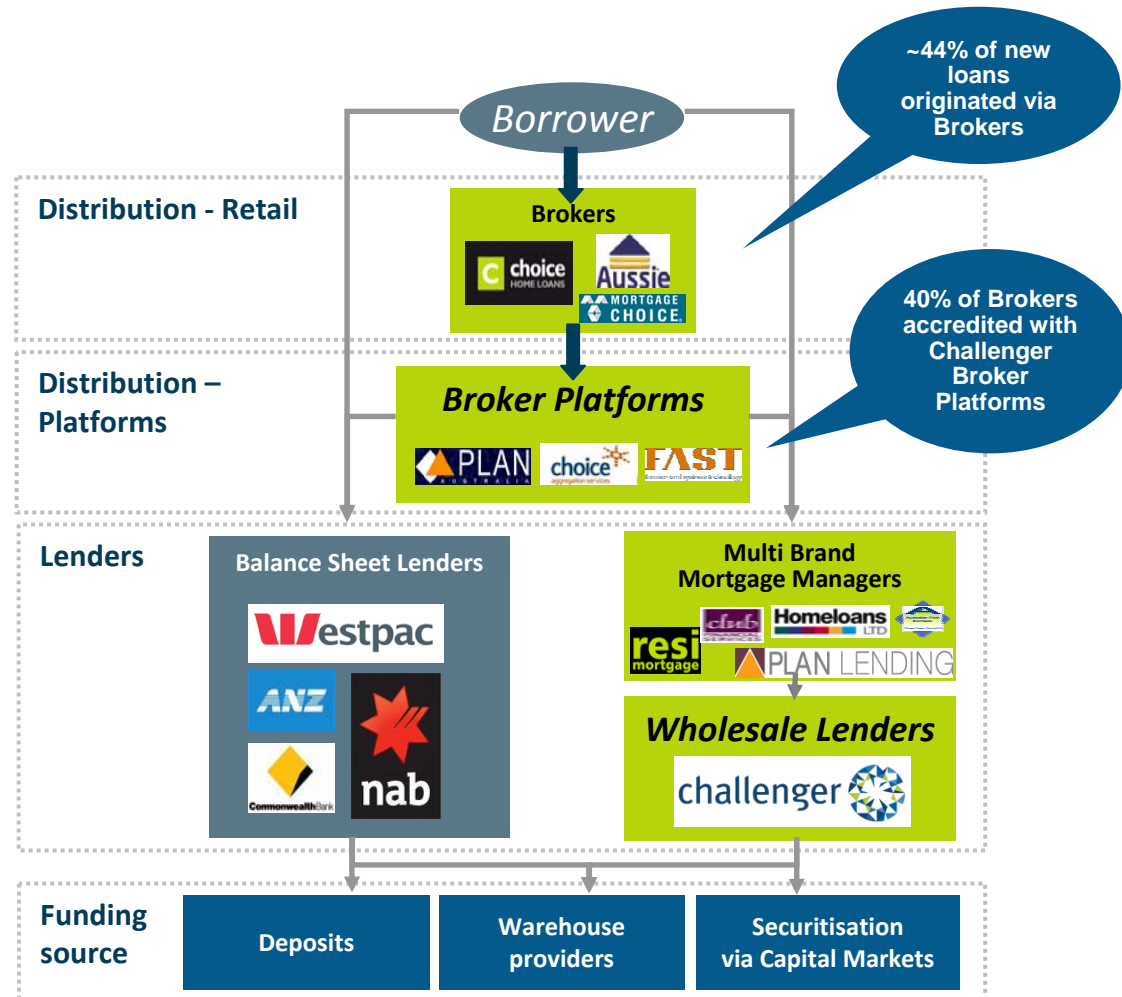 ~44% of new
loans
originated via
Brokers
Borrower
Distribution - Retail
Brokers
C choice
HOME LOANS
Aussie
MORTGAGE
CHOICE
40% of Brokers
accredited with
Challenger
Broker
Platforms
Distribution –
Platforms
Broker Platforms
PLAN
AUSTRALIA
choice
aggregation services
FAST
Lenders
Balance Sheet Lenders
Westpac
ANZ
CommonwealthBank
nab
Multi Brand
Mortgage Managers
resi
mortgage
club
FINANCIAL
SERVICES
Homeloans
LTD
PLAN LENDING
Wholesale Lenders
challenger
Funding
source
Deposits
Warehouse
providers
Securitisation
via Capital Markets